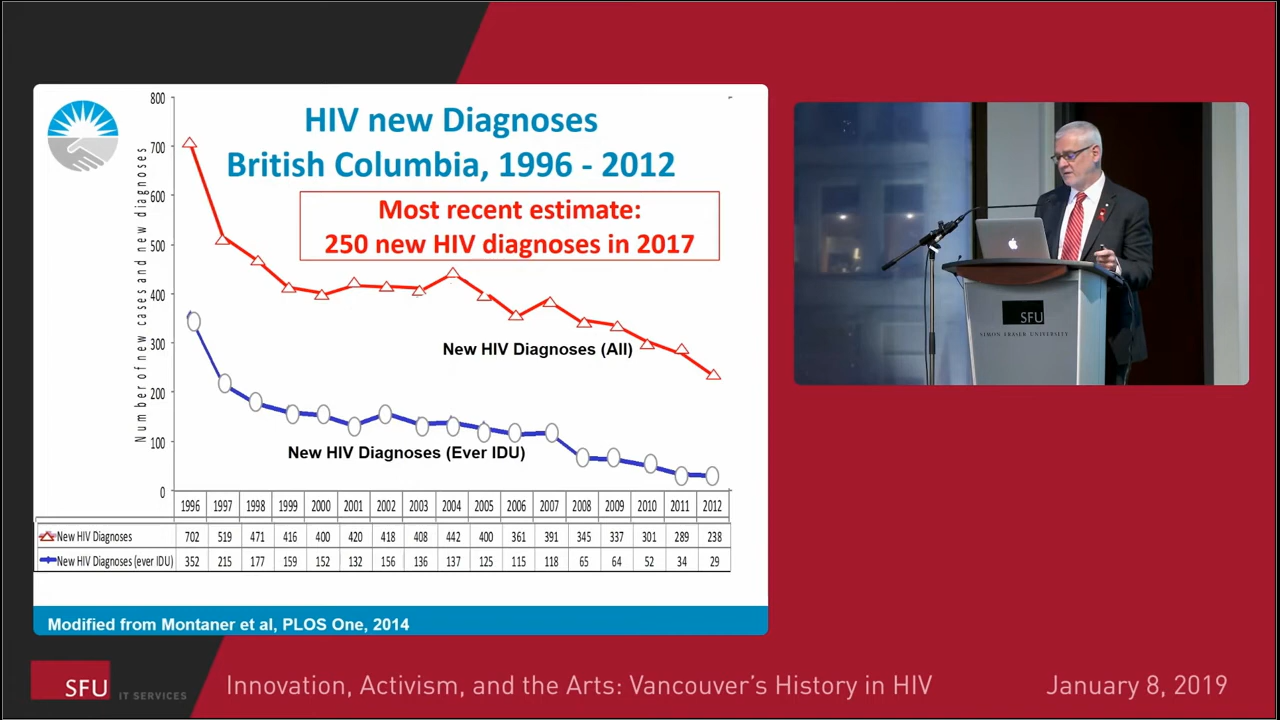 HIV new Diagnoses
British Columbia, 1996 - 2012
Most recent estimate:
250 new HIV diagnoses in 2017
Number of new cases and new diagnoses
800
700
600
500
400
300
200
100
0
New HIV Diagnoses (All)
New HIV Diagnoses (Ever IDU)
1996 1997 1998 1999 2000 2001 2002 2003 2004 2005 2006 2007 2008 2009 2010 2011 2012
New HIV Diagnoses 702 519 471 416 400 420 418 408 442 400 361 391 345 337 301 289 238
New HIV Diagnoses (ever IDU) 352 215 177 159 152 132 156 136 137 125 115 118 65 64 52 34 29
Modified from Montaner et al, PLOS One, 2014
SFU
SIMON FRASER UNIVERSITY
SFU IT SERVICES
Innovation, Activism, and the Arts: Vancouver's History in HIV
January 8, 2019